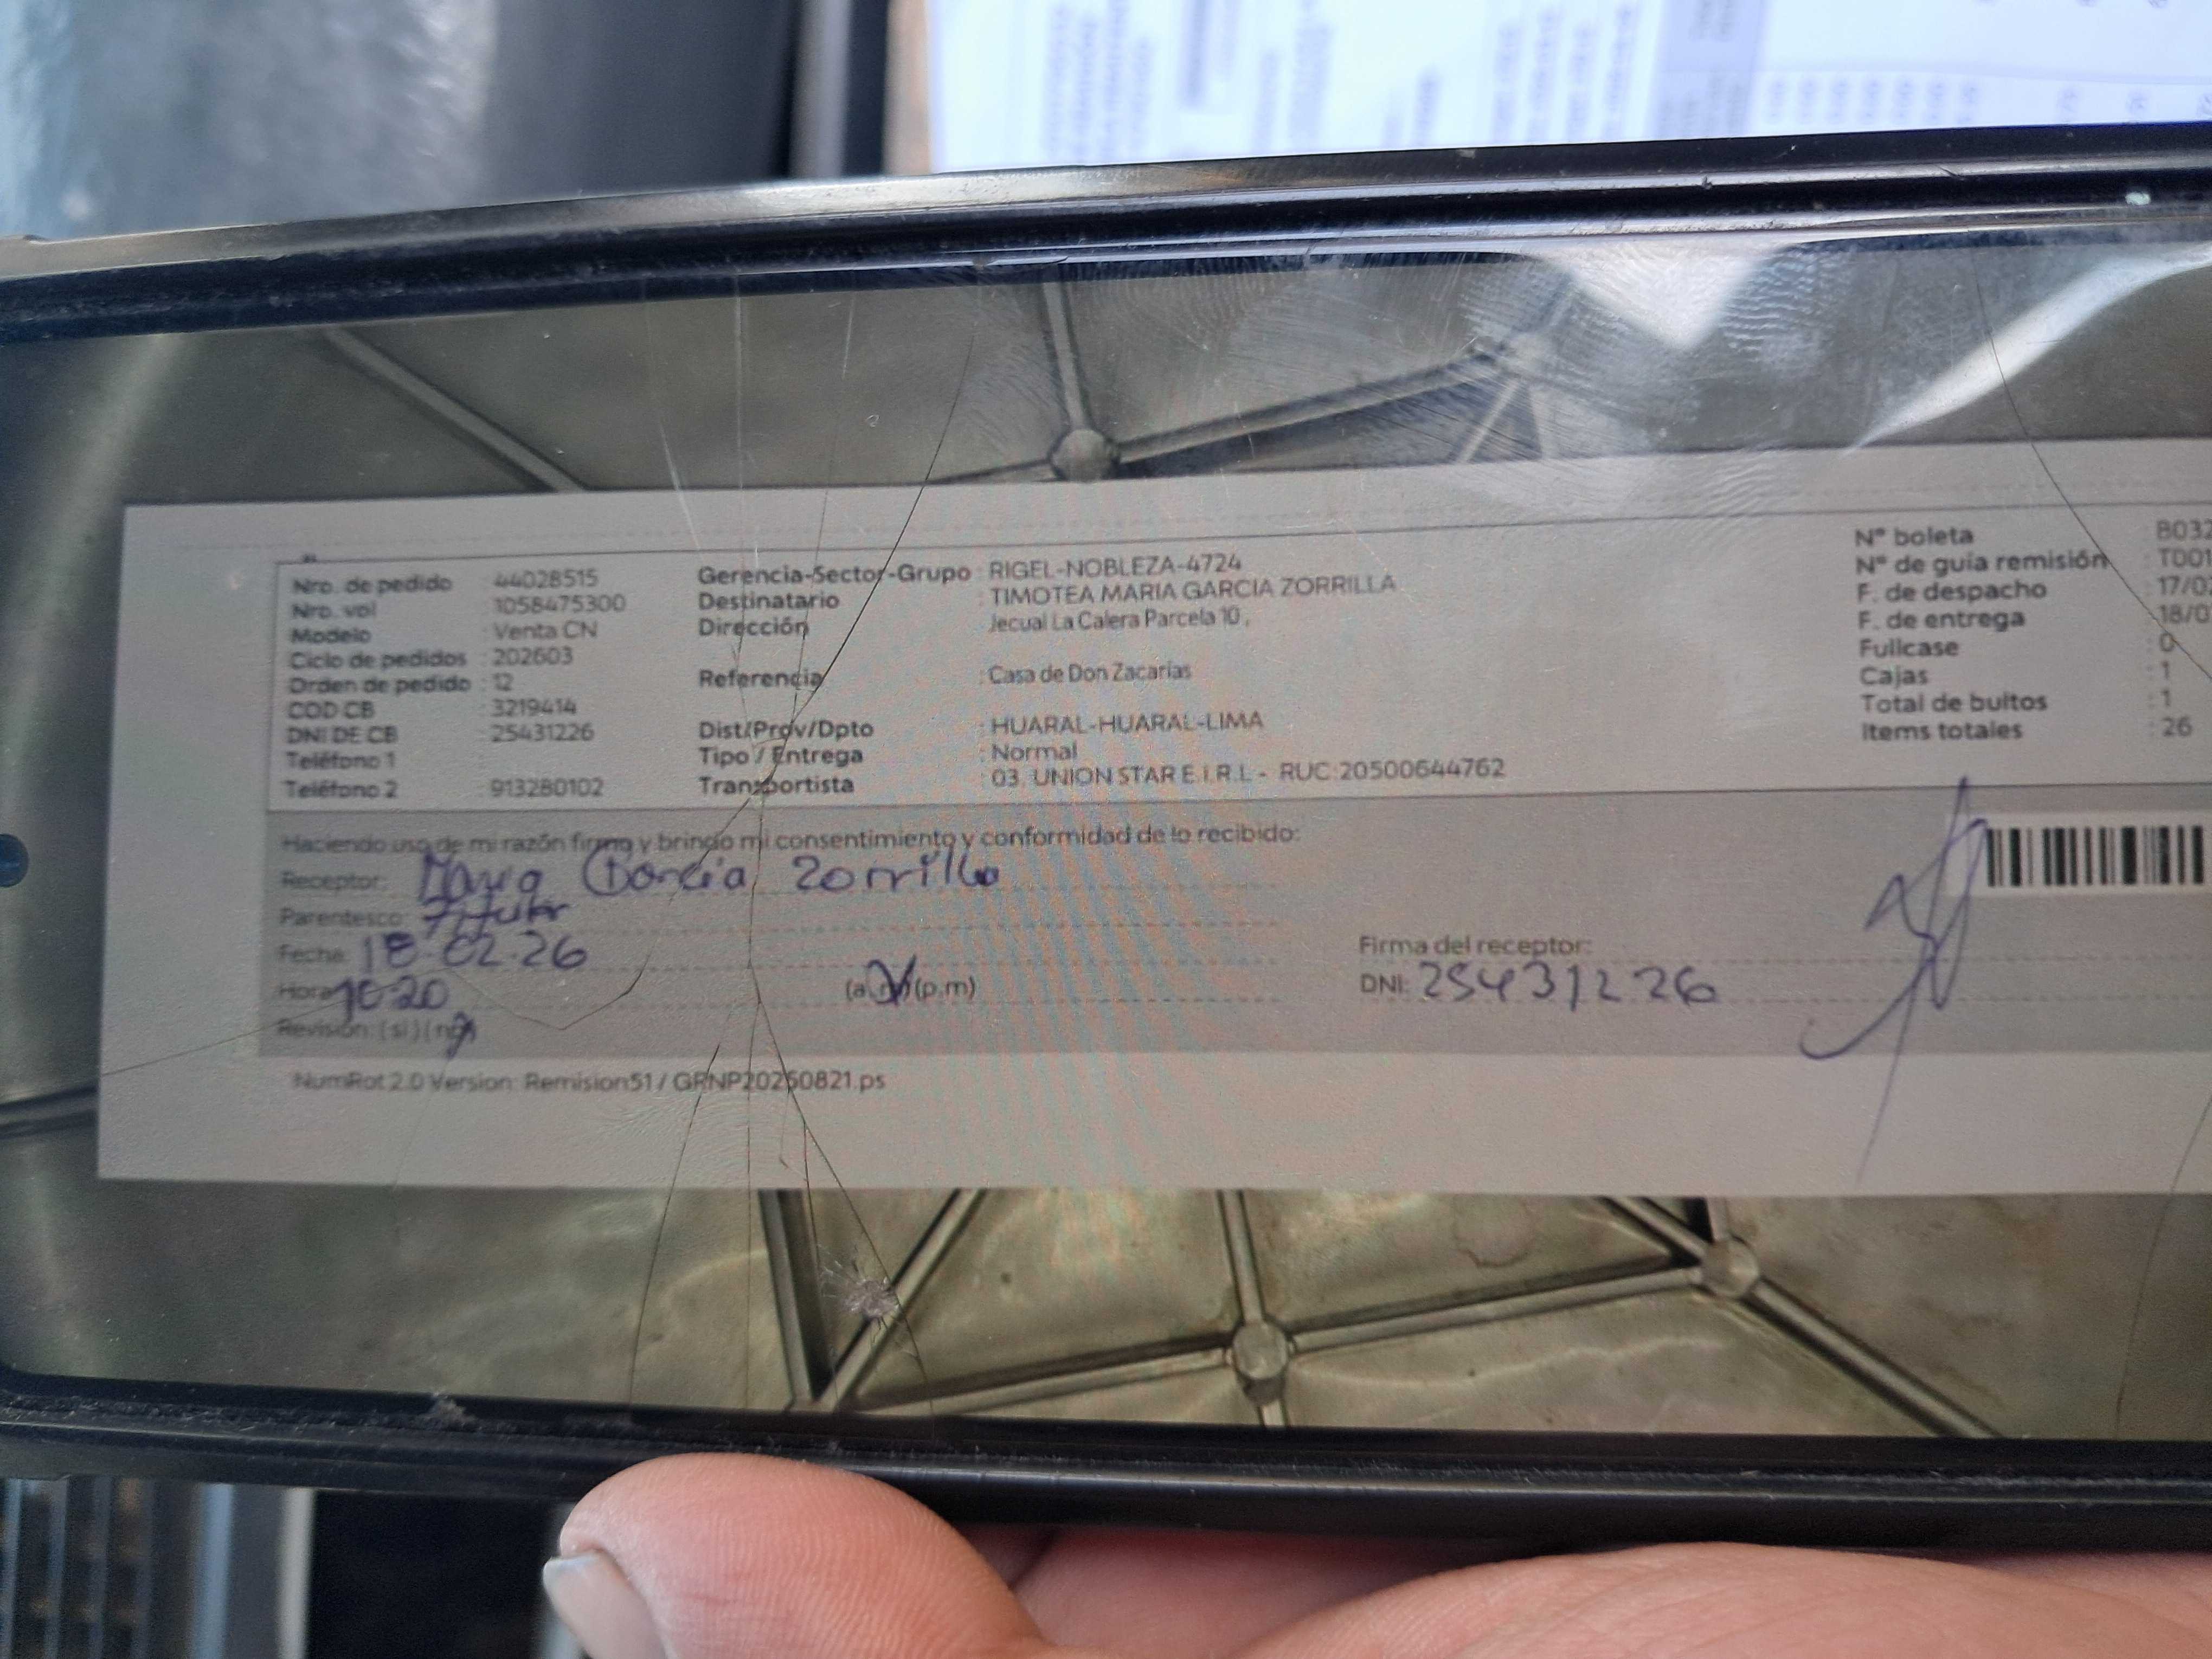 Nro. de pedido : 44028515
Nro. vol : 1058475300
Modelo : Venta CN
Ciclo de pedidos : 202603
Orden de pedido : 12
COD CB : 3219414
DNI DE CB : 25431226
Teléfono 1
Teléfono 2 : 913280102
Gerencia-Sector-Grupo : RIGEL-NOBLEZA-4724
Destinatario : TIMOTEA MARIA GARCIA ZORRILLA
Dirección Jecual La Calera Parcela 10,
Referencia : Casa de Don Zacarías
Dist/Prov/Dpto : HUARAL-HUARAL-LIMA
Tipo / Entrega : Normal
Transportista : 03. UNION STAR E.I.R.L - RUC:20500644762
N° boleta : B032
N° de guía remisión : T001
F. de despacho : 17/02
F. de entrega : 18/0
Fullcase : 0
Cajas : 1
Total de bultos : 1
Items totales : 26
Haciendo uso de mi razón firmo y brindo mi consentimiento y conformidad de lo recibido:
Receptor: Maria Garcia Zorrilla
Parentesco: Titular
Fecha: 18-02-26
Hora 10 20 (a.m) (p.m)
Revisión: (si) (no)
Firma del receptor:
DNI: 25431226
NumRot 2.0 Version: Remision51 / GRNP20250821.ps